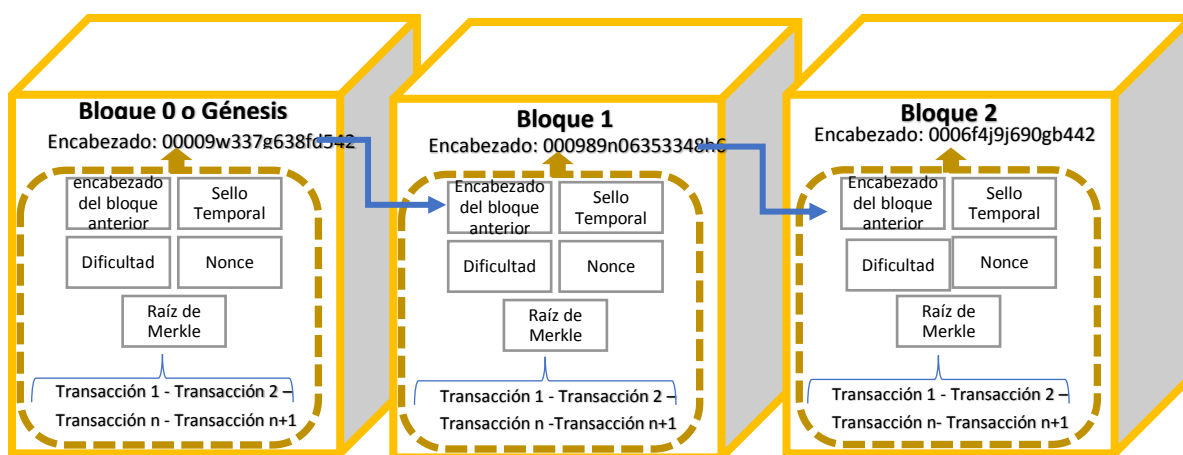 Bloque 0 o Génesis
Encabezado: 00009w337g638fd542
encabezado
del bloque
anterior
Sello
Temporal
Dificultad
Nonce
Raíz de
Merkle
Transacción 1 - Transacción 2 –
Transacción n - Transacción n+1
Bloque 1
Encabezado: 000989n06353348h6
Encabezado
del bloque
anterior
Sello
Temporal
Dificultad
Nonce
Raíz de
Merkle
Transacción 1 - Transacción 2 –
Transacción n -Transacción n+1
Bloque 2
Encabezado: 0006f4j9j690gb442
Encabezado
del bloque
anterior
Sello
Temporal
Dificultad
Nonce
Raíz de
Merkle
Transacción 1 - Transacción 2 –
Transacción n- Transacción n+1